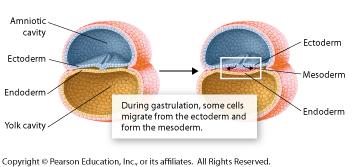 Amniotic
cavity
Ectoderm
Endoderm
Yolk cavity
Ectoderm
Mesoderm
Endoderm
During gastrulation, some cells
migrate from the ectoderm and
form the mesoderm.
Copyright © Pearson Education, Inc., or its affiliates. All Rights Reserved.